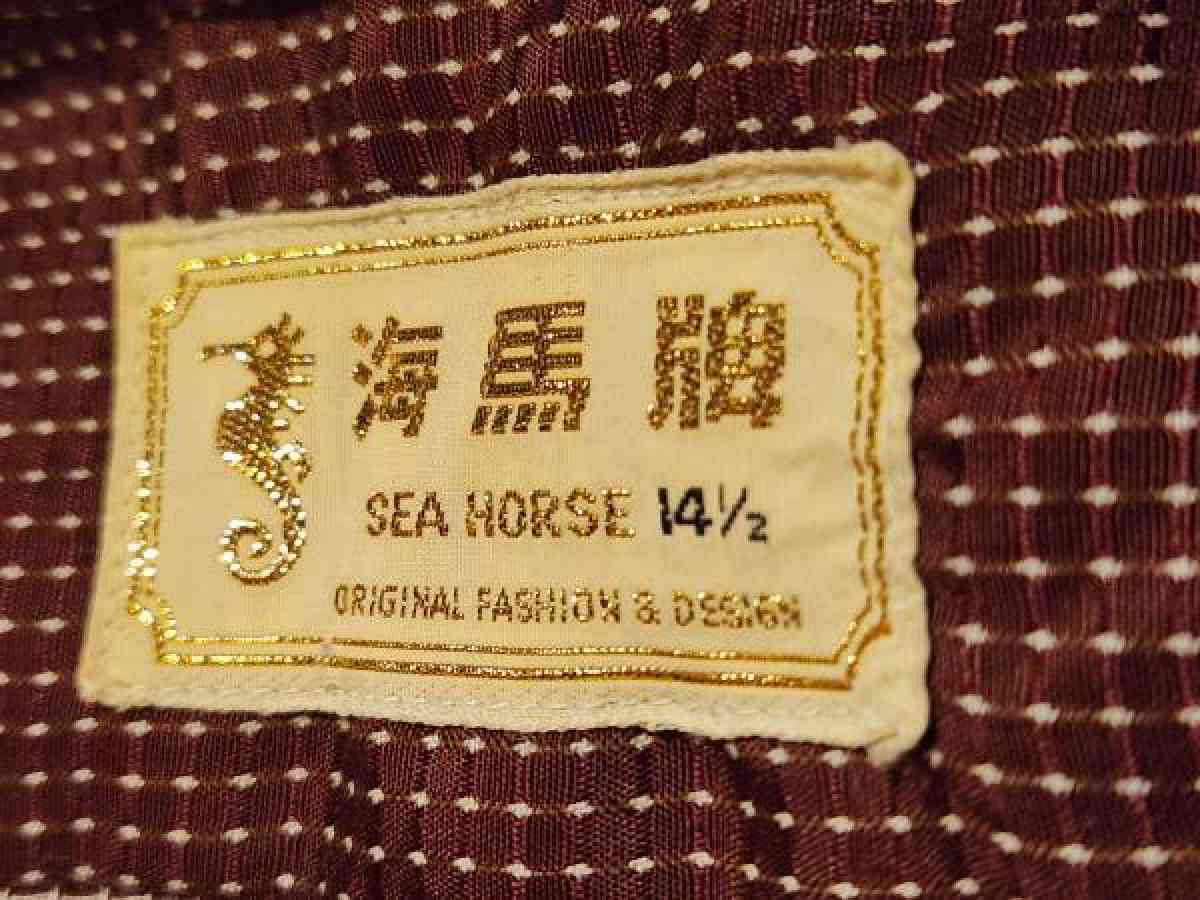 海馬牌
SEA HORSE 14½
ORIGINAL FASHION & DESIGN